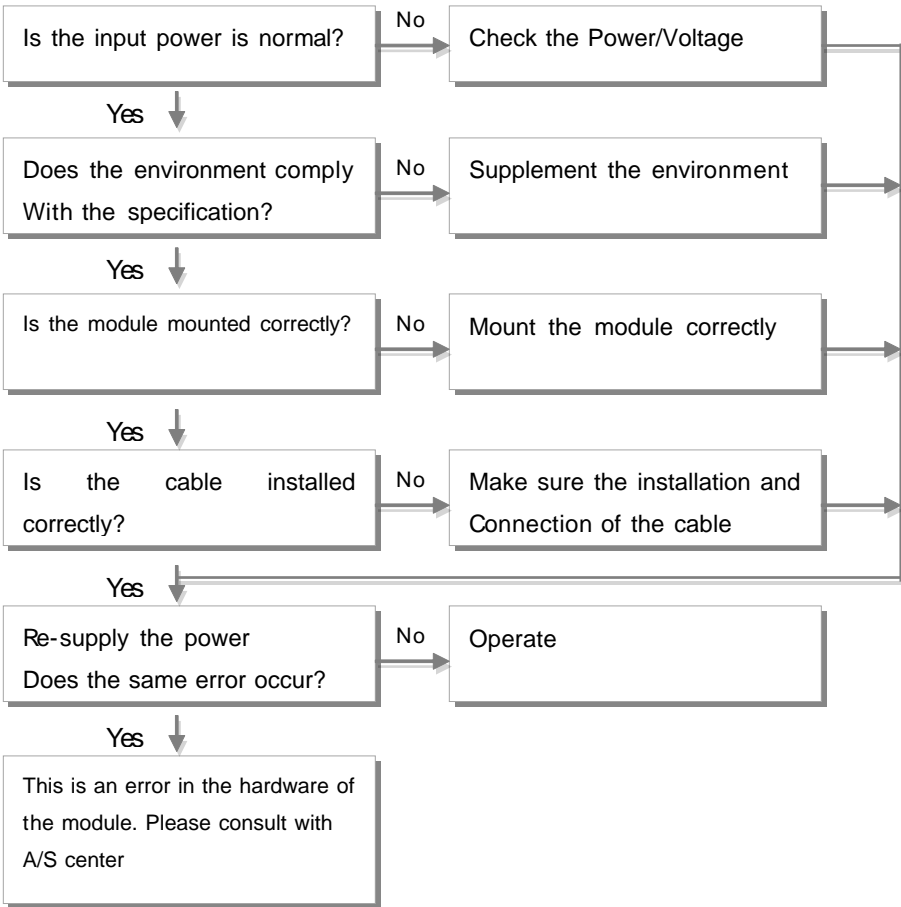 Is the input power is normal?
No
Check the Power/Voltage
Yes
Does the environment comply
With the specification?
No
Supplement the environment
Yes
Is the module mounted correctly?
No
Mount the module correctly
Yes
Is the cable installed
correctly?
No
Make sure the installation and
Connection of the cable
Yes
Re-supply the power
Does the same error occur?
No
Operate
Yes
This is an error in the hardware of
the module. Please consult with
A/S center